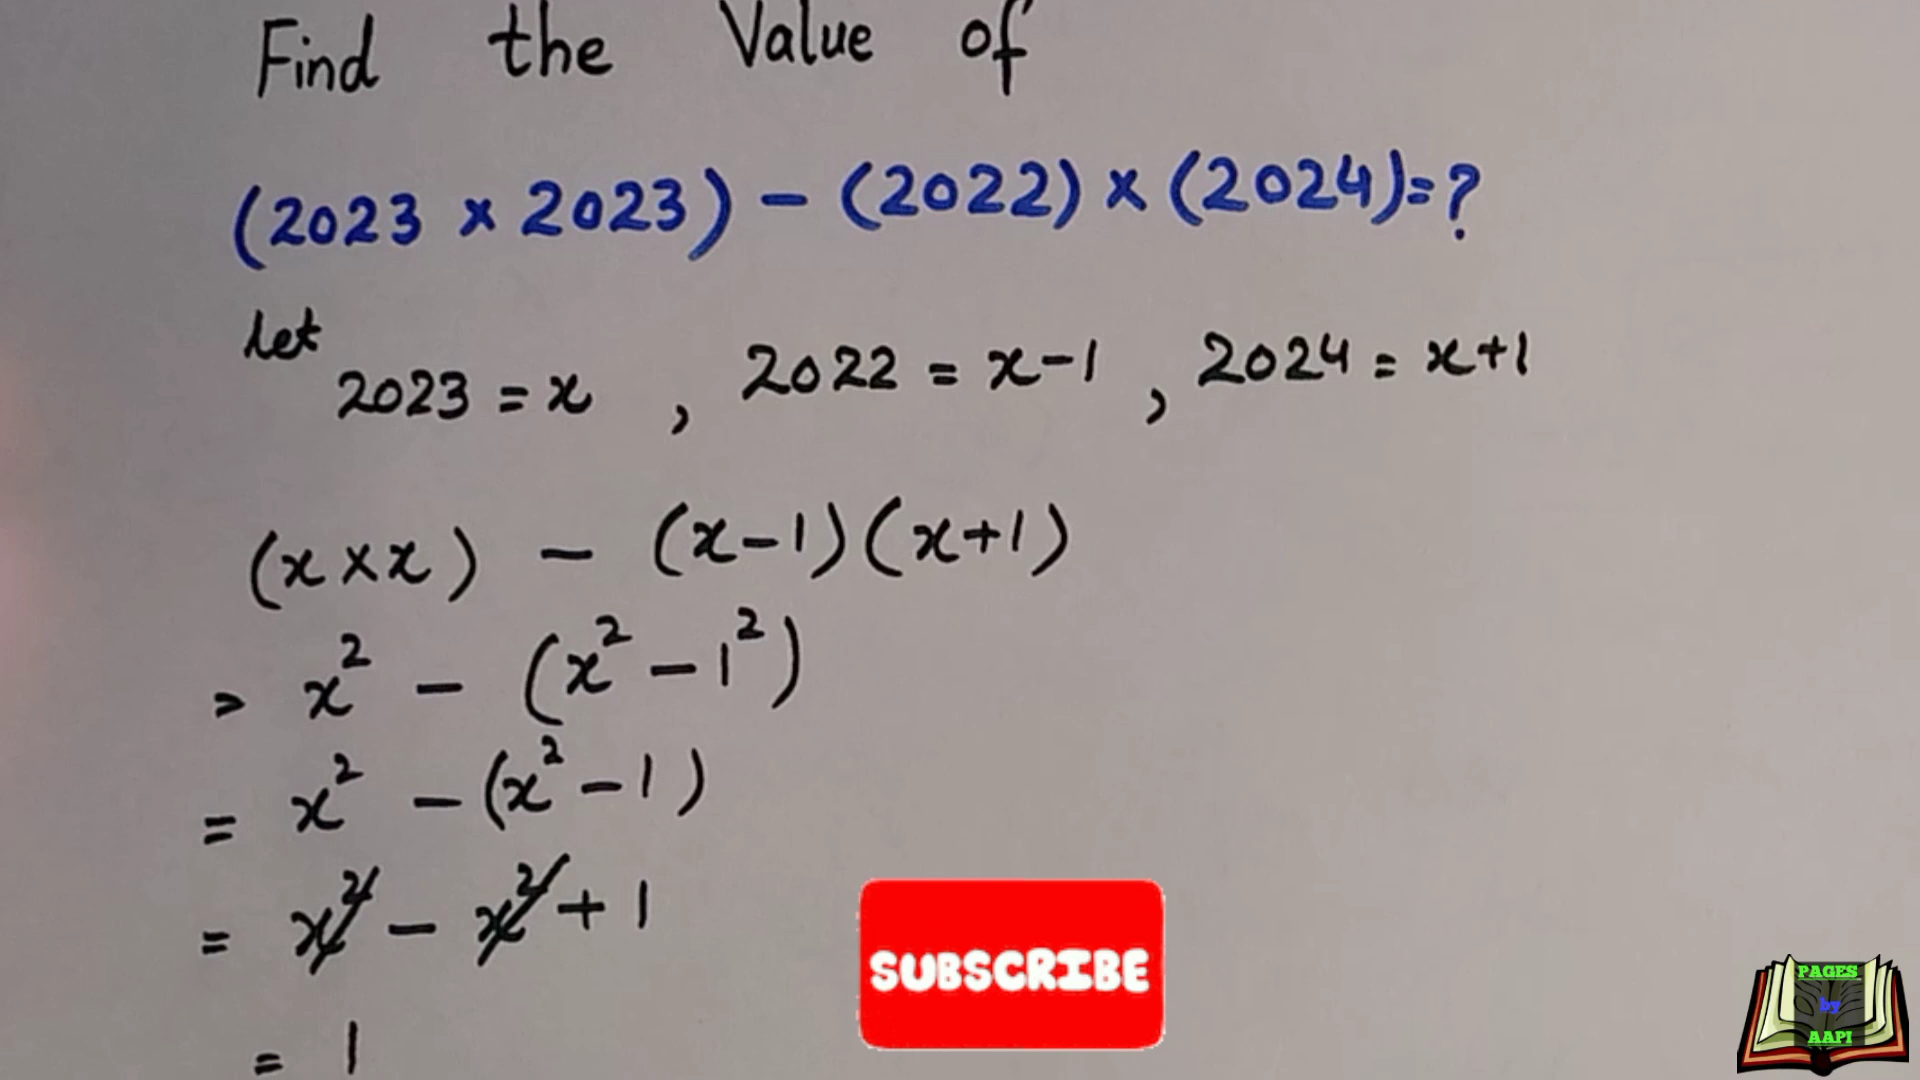 Find the Value of
(2023 × 2023) − (2022) × (2024)=?
let
2023 = x , 2022 = x-1 , 2024 = x+1
(x × x) − (x-1)(x+1)
= x² − (x² − 1²)
= x² − (x² − 1)
= x² − x² + 1
= 1
SUBSCRIBE
PAGES
by
AAPI